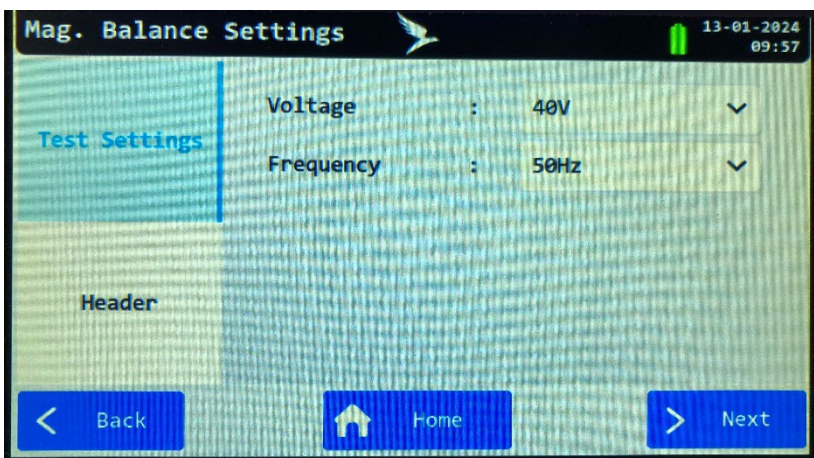 Mag. Balance Settings
13-01-2024
09:57
Test Settings
Voltage : 40V
Frequency : 50Hz
Header
Back
Home
Next